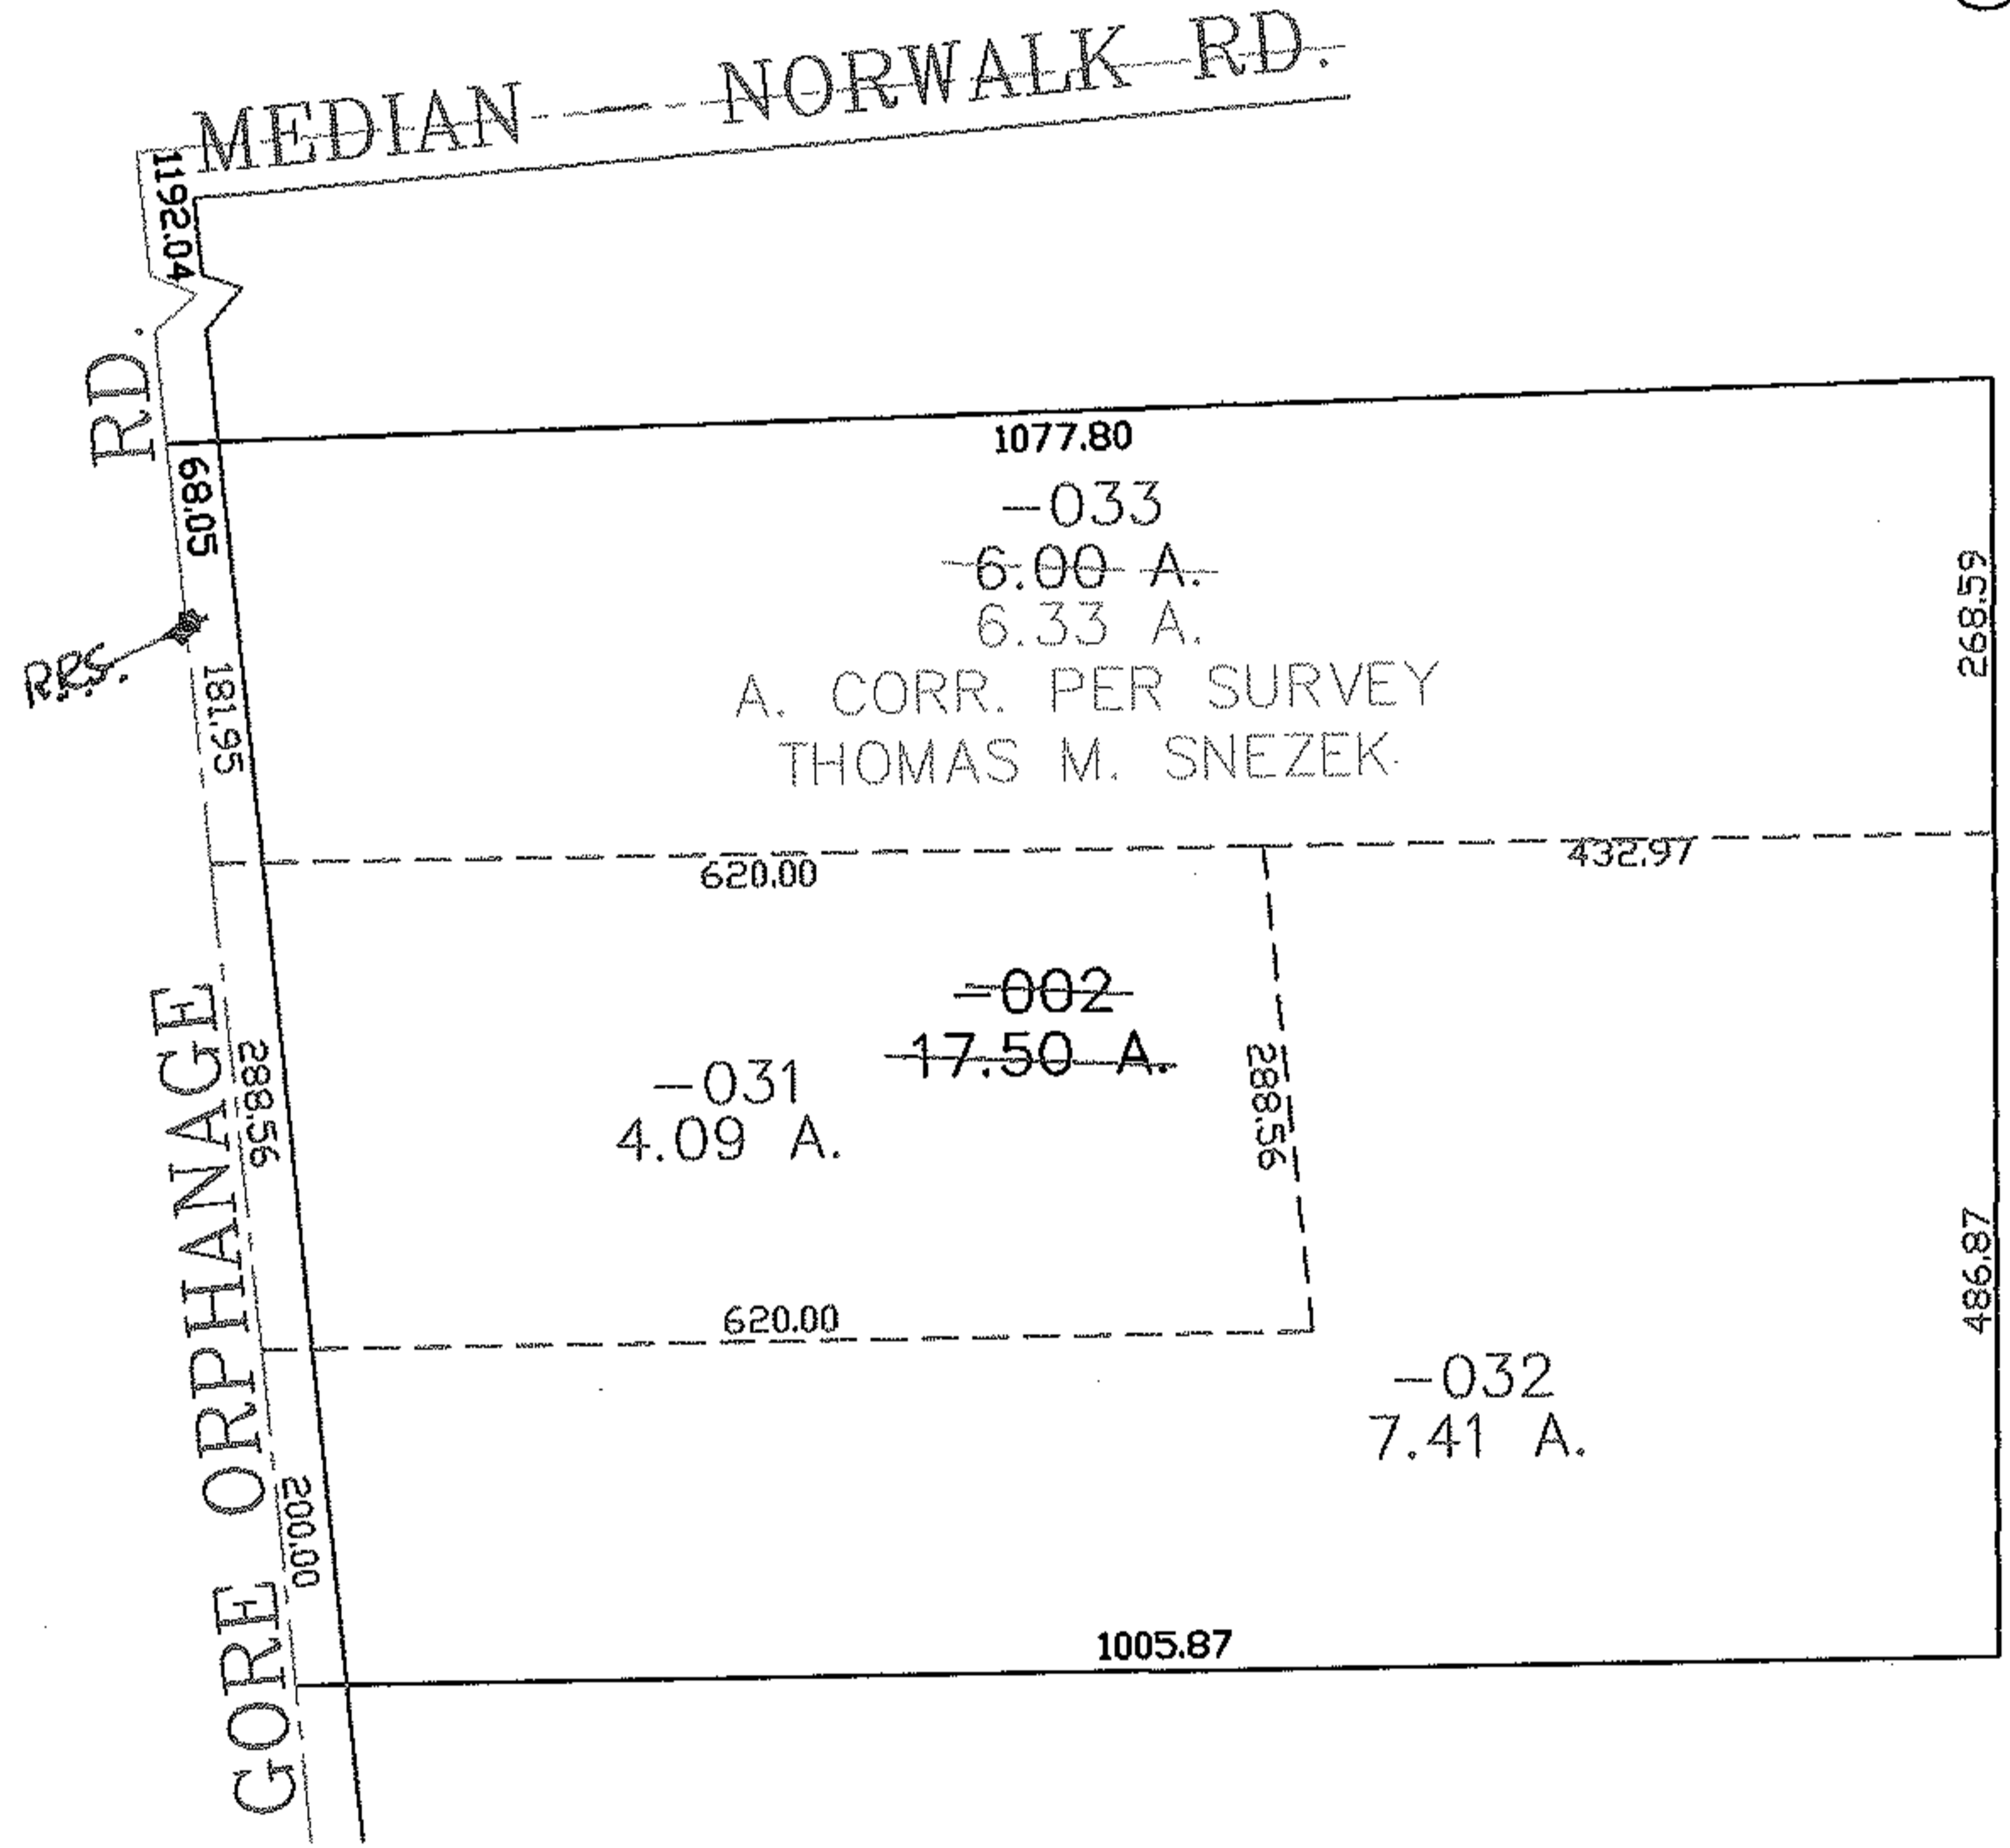 MEDIAN NORWALK RD.
1192.04
GORE ORPHANAGE RD.
1077.80
68.05
-033
6.00 A.
6.33 A.
268.59
181.95
A. CORR. PER SURVEY
THOMAS M. SNEZEK
620.00
432.97
-002
17.50 A.
-031
4.09 A.
288.56
288.56
486.87
620.00
-032
7.41 A.
200.00
1005.87